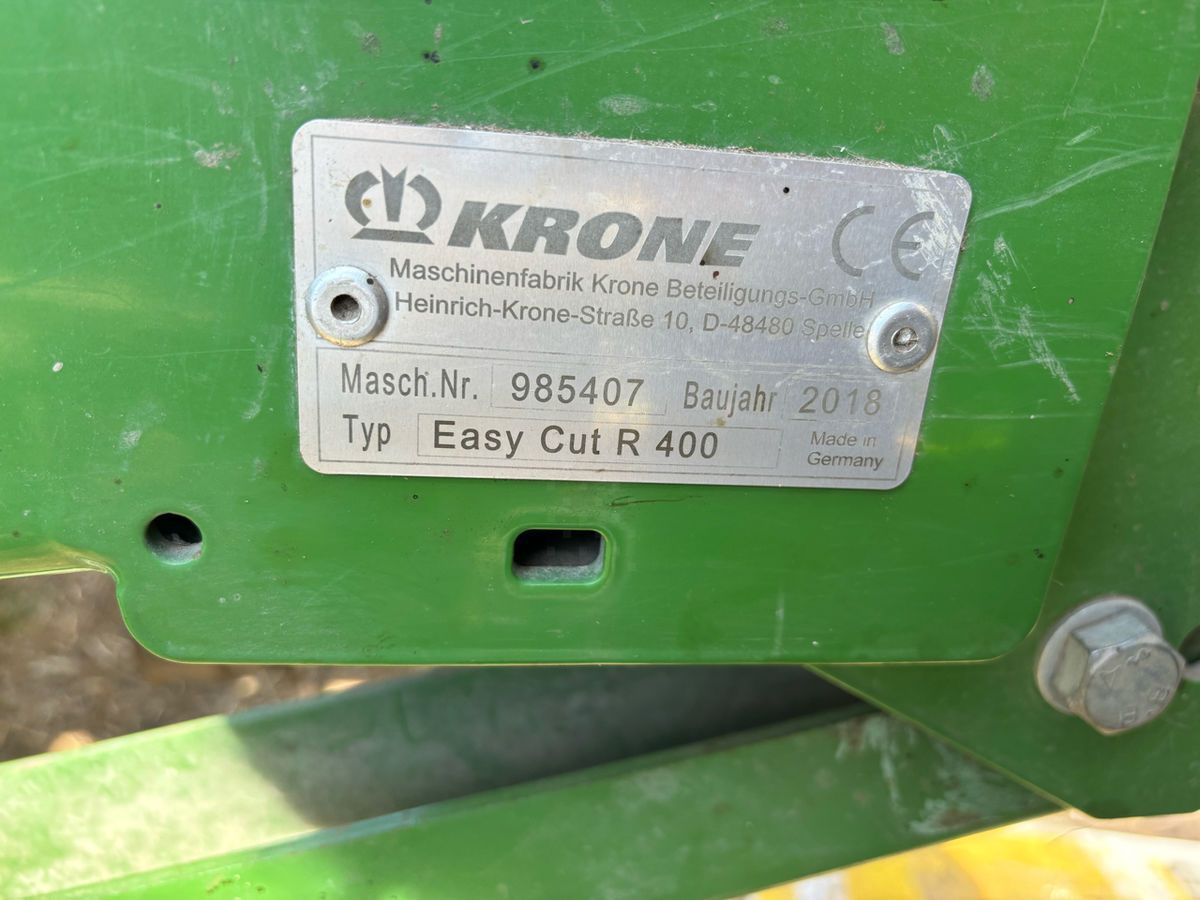 KRONE CE
Maschinenfabrik Krone Beteiligungs-GmbH
Heinrich-Krone-Straße 10, D-48480 Spelle
Masch.Nr. 985407 Baujahr 2018
Typ Easy Cut R 400 Made in
Germany